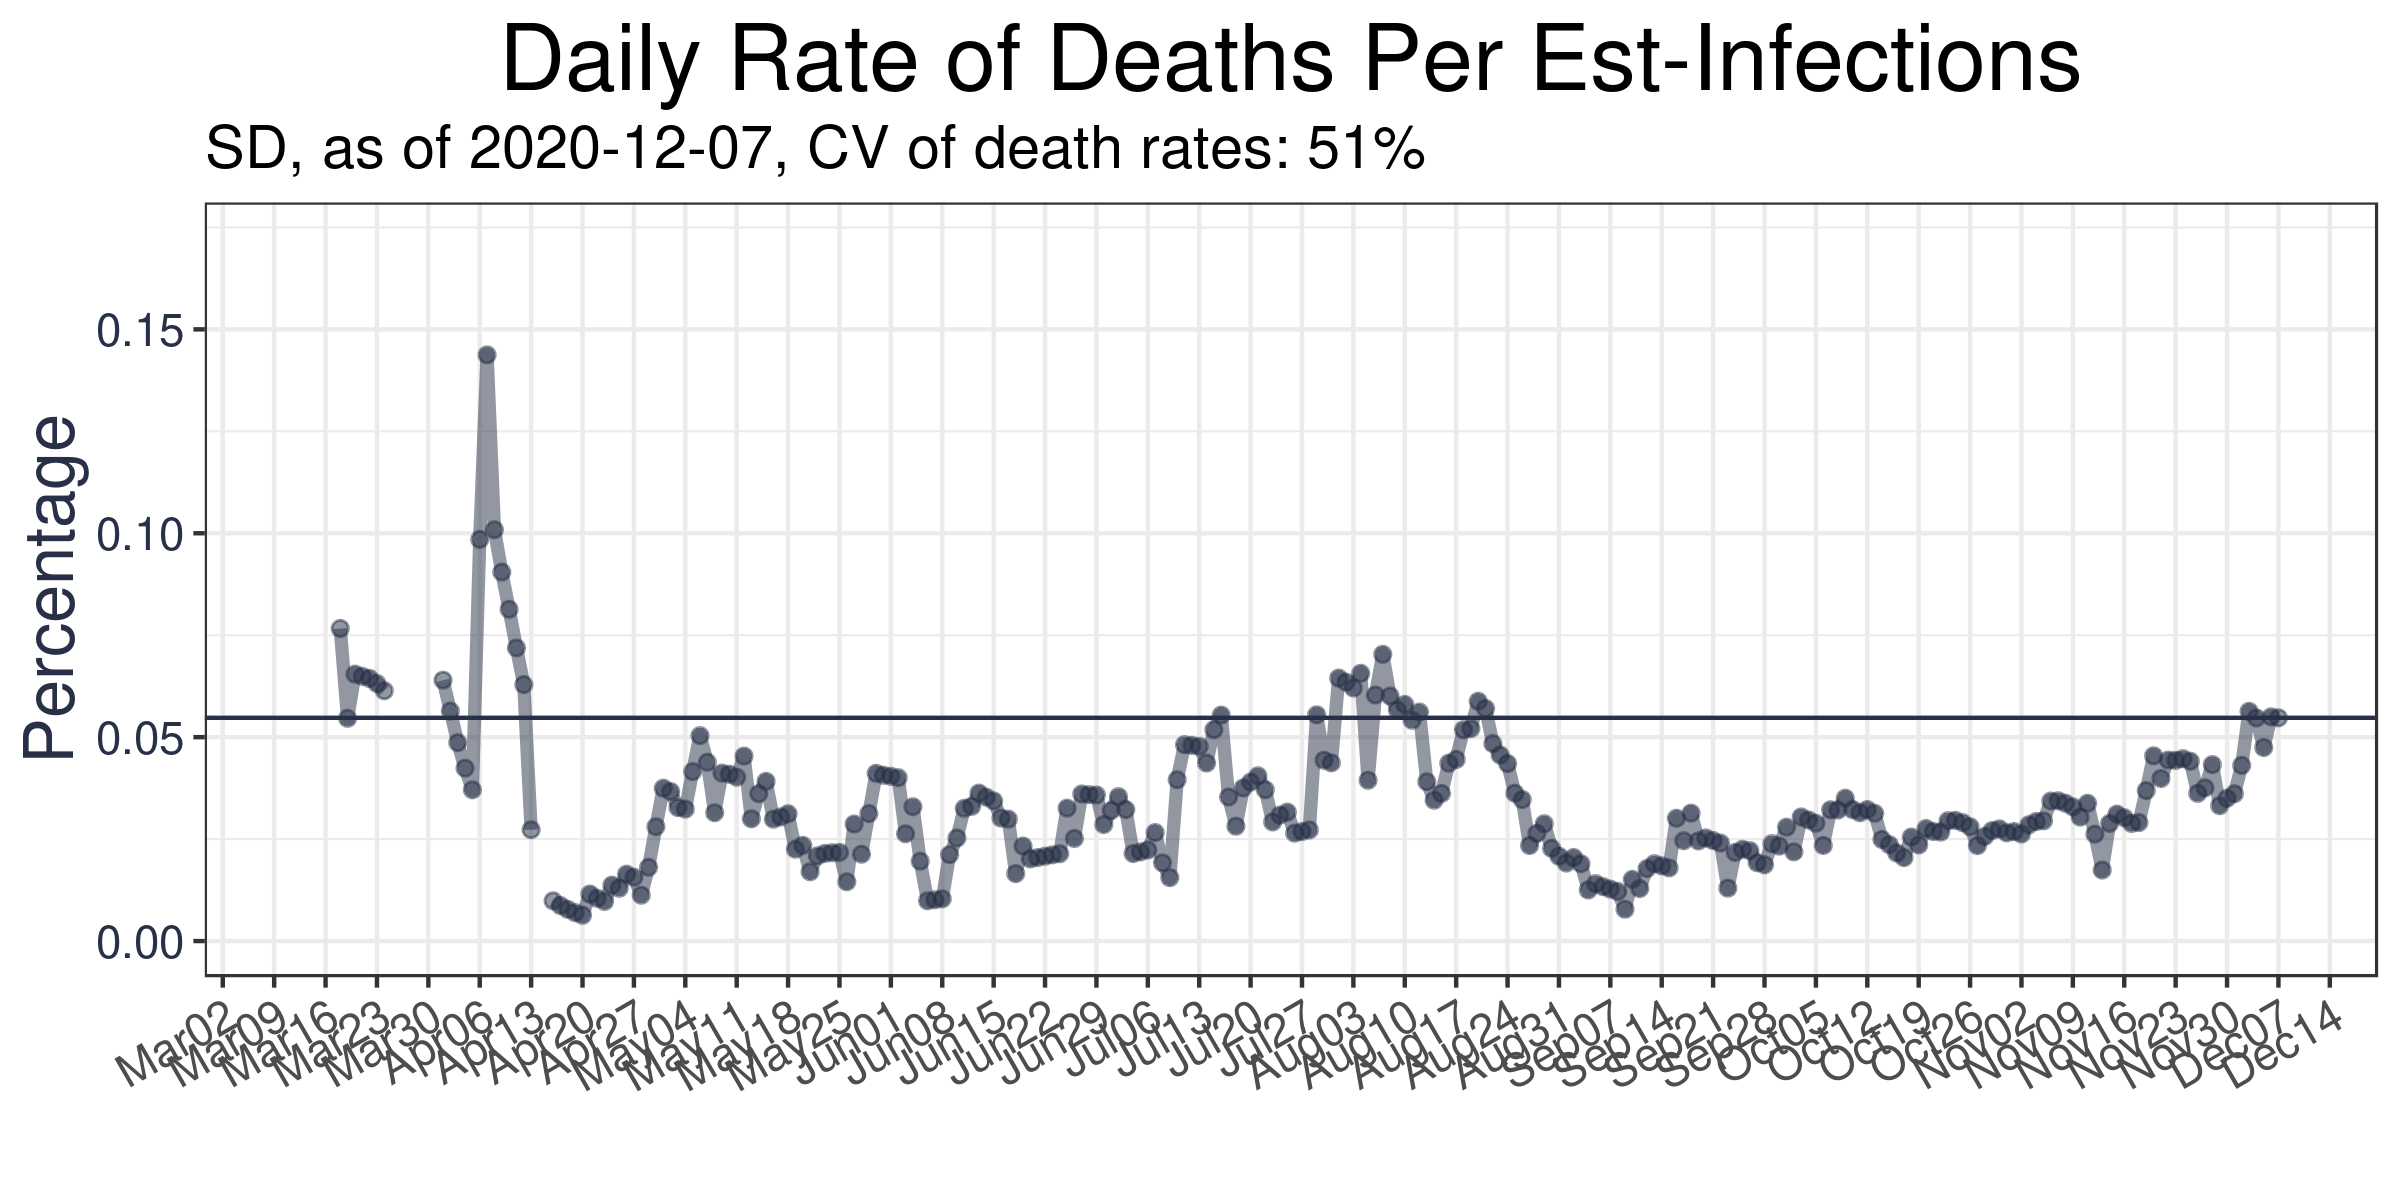 Daily Rate of Deaths Per Est-Infections
SD, as of 2020-12-07, CV of death rates: 51%
Percentage
0.15
0.10
0.05
0.00
Mar02
Mar09
Mar16
Mar23
Mar30
Apr06
Apr13
Apr20
Apr27
May04
May11
May18
May25
Jun01
Jun08
Jun15
Jun22
Jun29
Jul06
Jul13
Jul20
Jul27
Aug03
Aug10
Aug17
Aug24
Aug31
Sep07
Sep14
Sep21
Sep28
Oct05
Oct12
Oct19
Oct26
Nov02
Nov09
Nov16
Nov23
Nov30
Dec07
Dec14